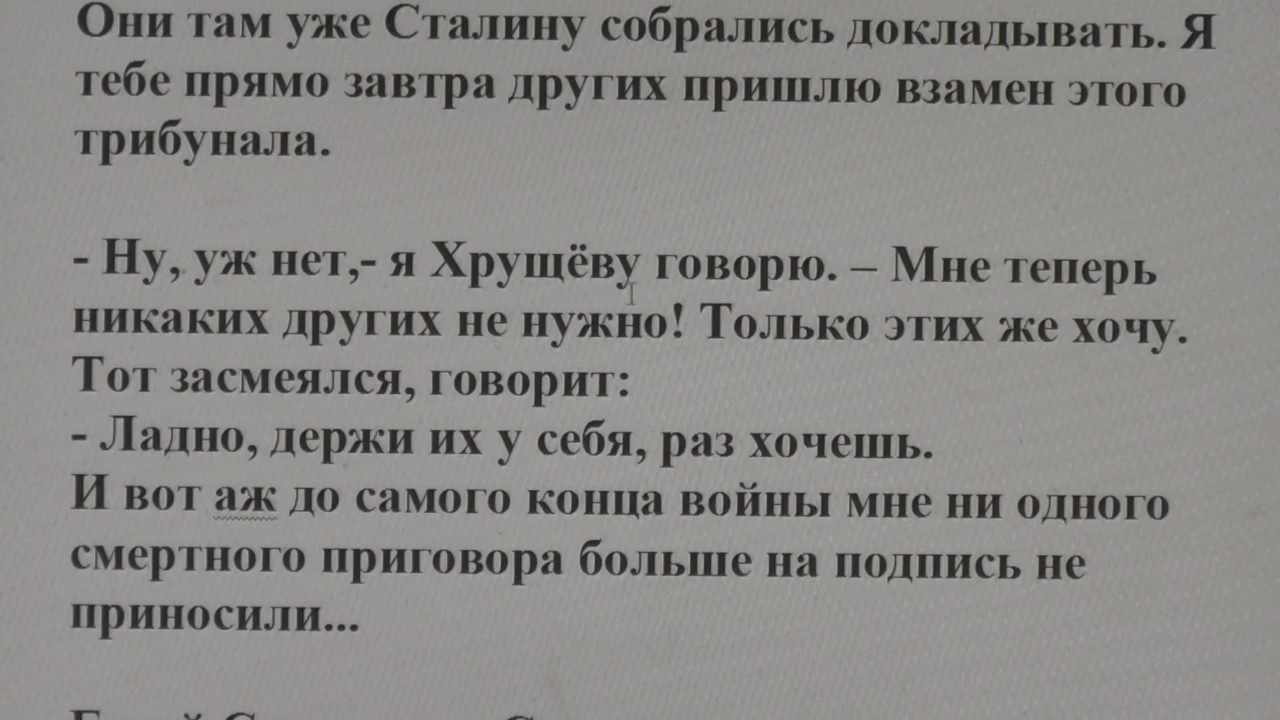 Они там уже Сталину собрались докладывать. Я
тебе прямо завтра других пришлю взамен этого
трибунала.
- Ну, уж нет,- я Хрущёву говорю. – Мне теперь
никаких других не нужно! Только этих же хочу.
Тот засмеялся, говорит:
- Ладно, держи их у себя, раз хочешь.
И вот аж до самого конца войны мне ни одного
смертного приговора больше на подпись не
приносили...